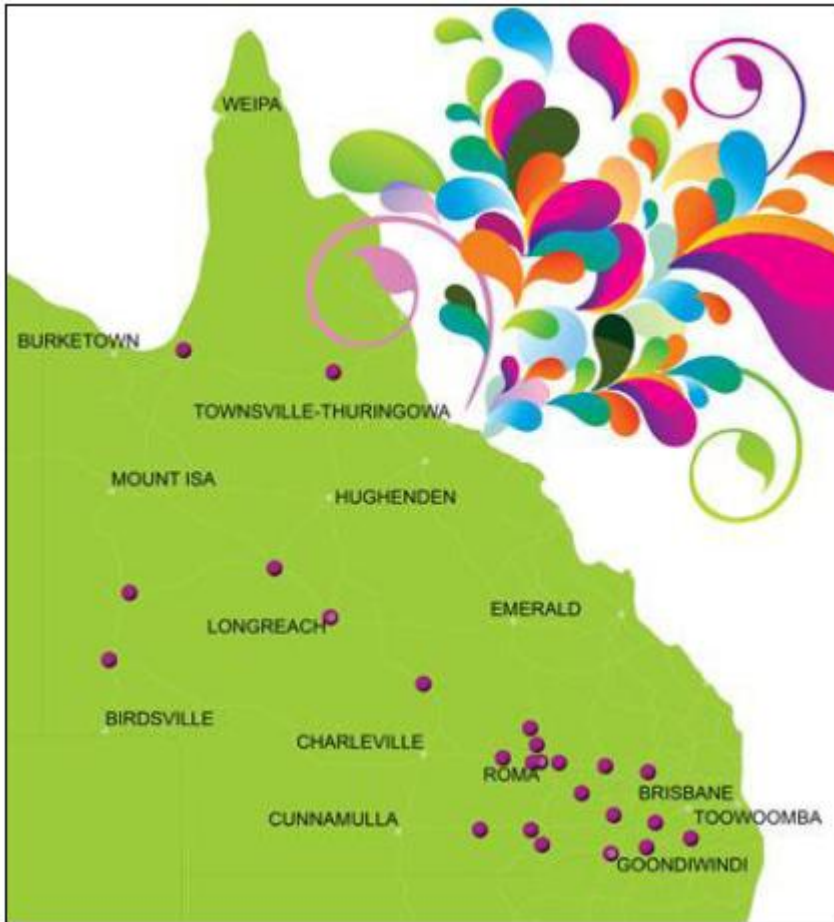 WEIPA
BURKETOWN
TOWNSVILLE-THURINGOWA
MOUNT ISA
HUGHENDEN
EMERALD
LONGREACH
BIRDSVILLE
CHARLEVILLE
ROMA
BRISBANE
CUNNAMULLA
TOOWOOMBA
GOONDIWINDI